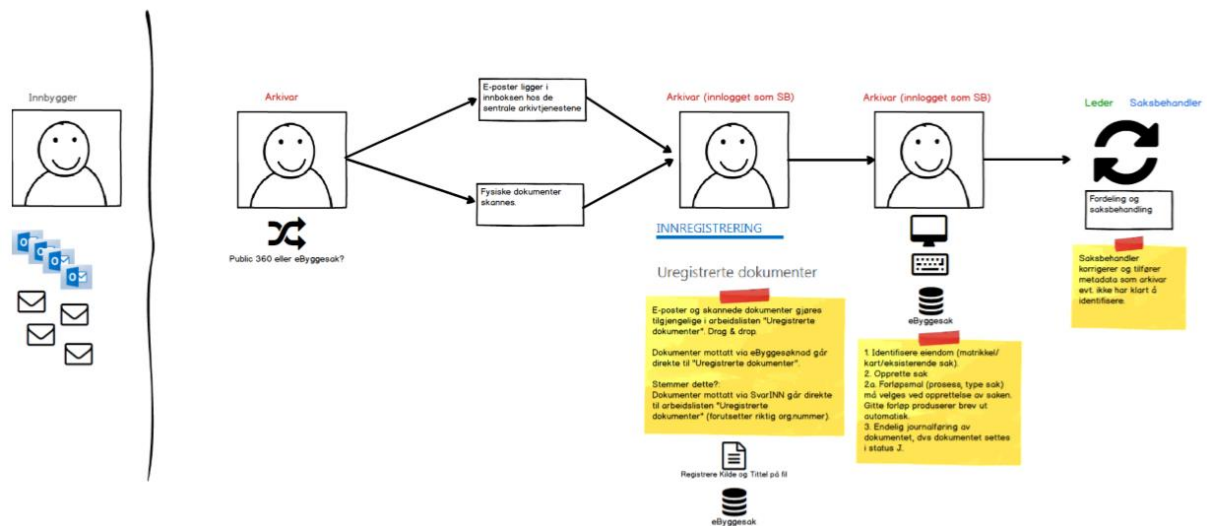 Innbygger
Arkivar
Public 360 eller eByggesak?
E-poster ligger i
innboksen hos de
sentrale arkivtjenestene
Fysiske dokumenter
skannes.
Arkivar (innlogget som SB)
INNREGISTRERING
Uregistrerte dokumenter
E-poster og skannede dokumenter gjøres
tilgjengelige i arbeidslisten "Uregistrerte
dokumenter". Drag & drop.
Dokumenter mottatt via eByggesøknad går
direkte til "Uregistrerte dokumenter".
Stemmer dette?:
Dokumenter mottatt via SvarINN går direkte
til arbeidslisten "Uregistrerte
dokumenter" (forutsetter riktig org.nummer).
Registrere Kilde og Tittel på fil
eByggesak
Arkivar (innlogget som SB)
eByggesak
1. Identifisere eiendom (matrikkel/
kart/eksisterende sak).
2. Opprette sak
2a. Forløpsmal (prosess, type sak)
må velges ved opprettelse av saken.
Gitte forløp produserer brev ut
automatisk.
3. Endelig journalføring av
dokumentet, dvs dokumentet settes
i status J.
Leder Saksbehandler
Fordeling og
saksbehandling
Saksbehandler
korrigerer og tilfører
metadata som arkivar
evt. ikke har klart å
identifisere.